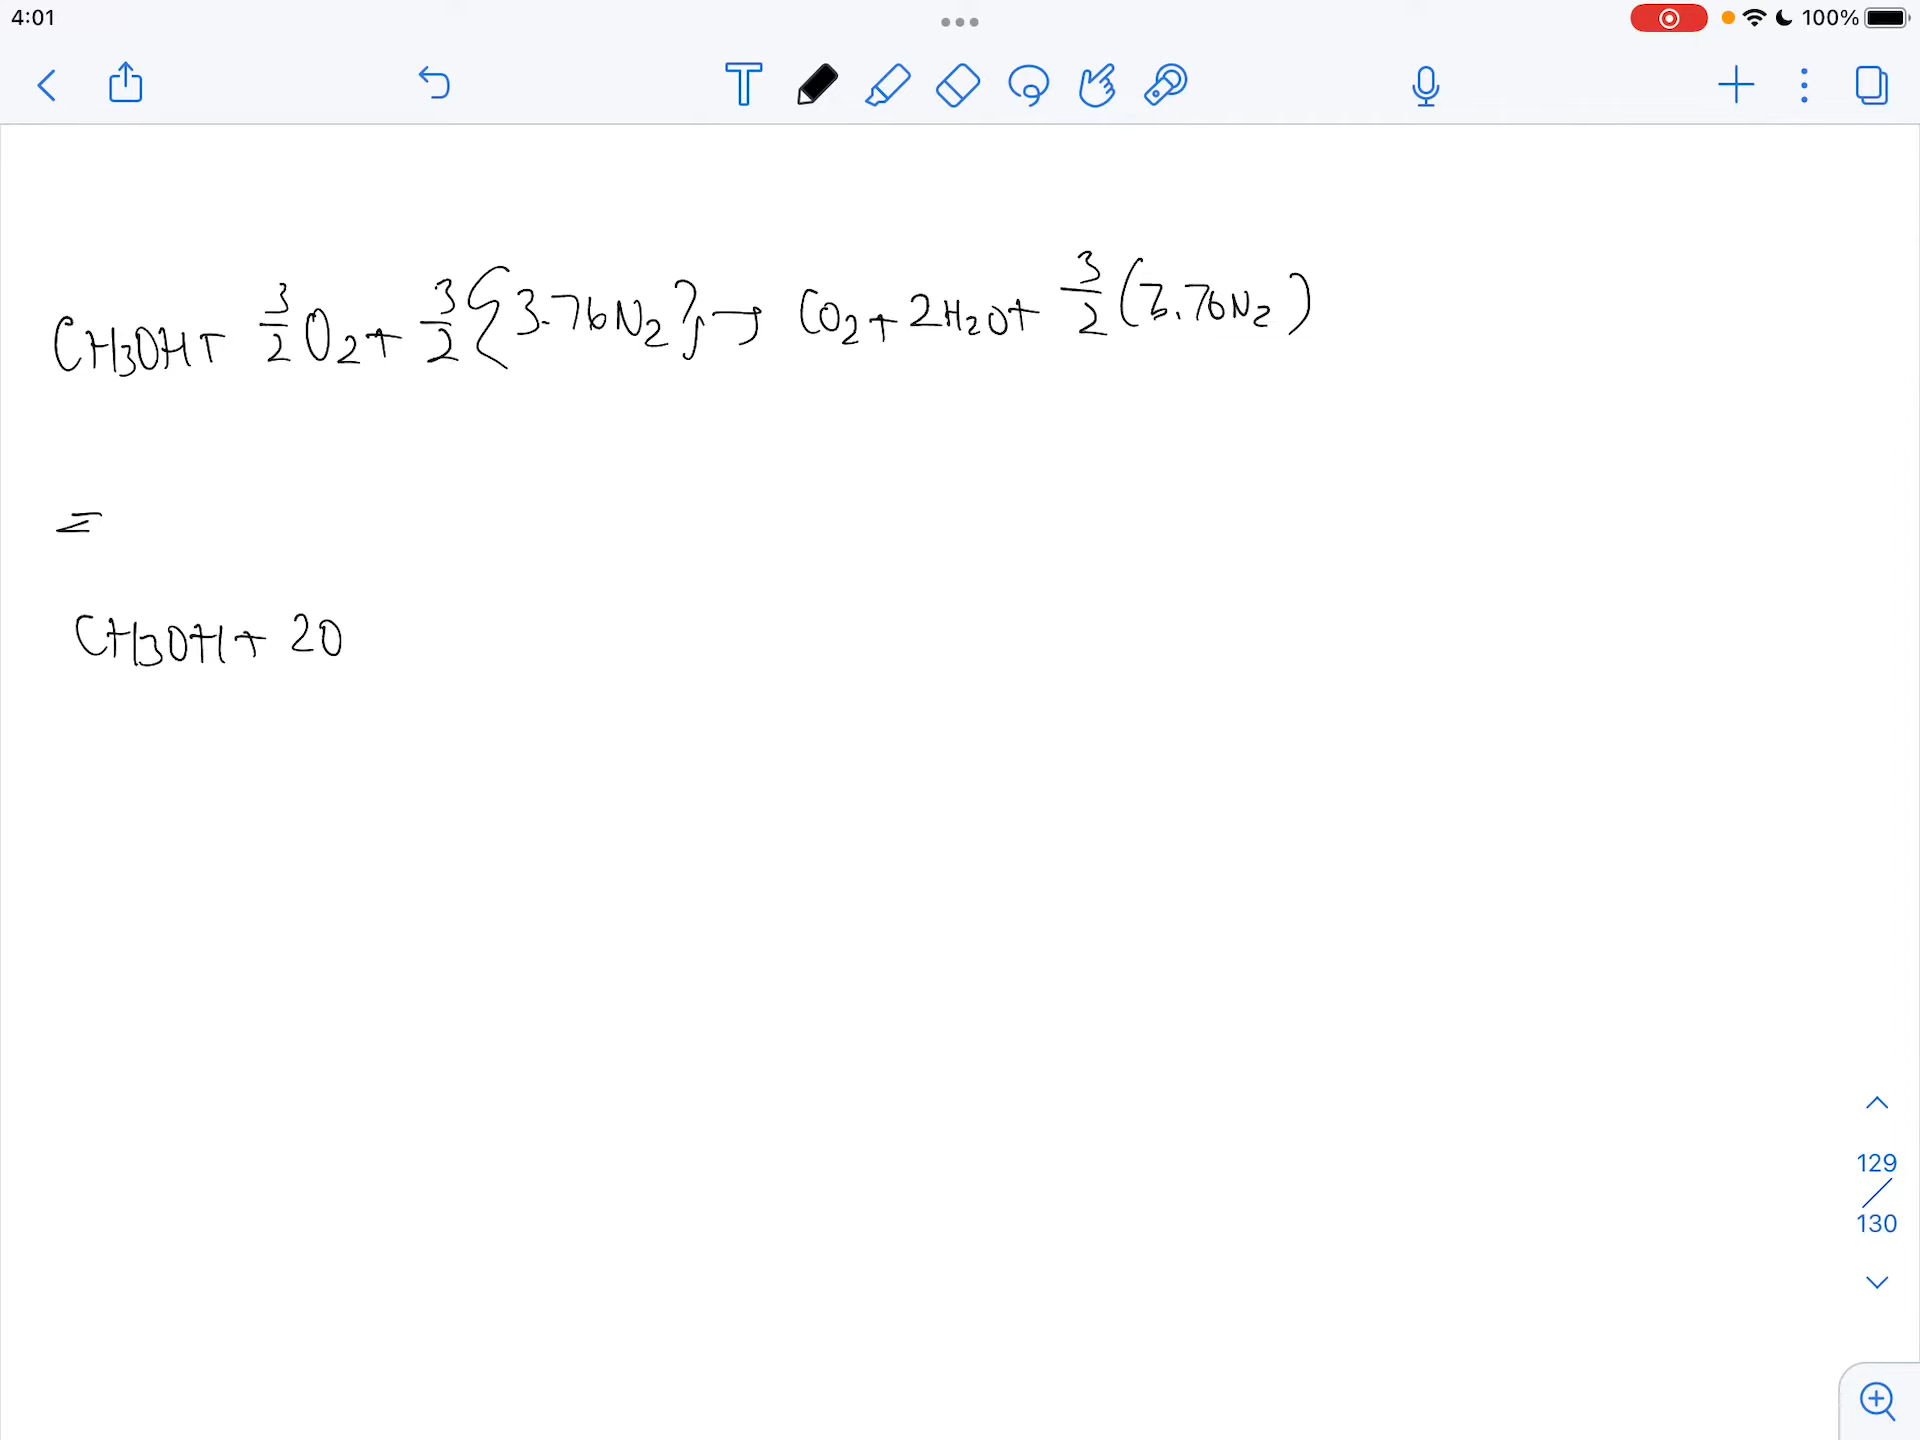 4:01
100%
T
CH3OH+ 3/2 O2 + 3/2 {3.76N2} → CO2 + 2H2O + 3/2 (3.76N2)
=
CH3OH + 20
129
/
130